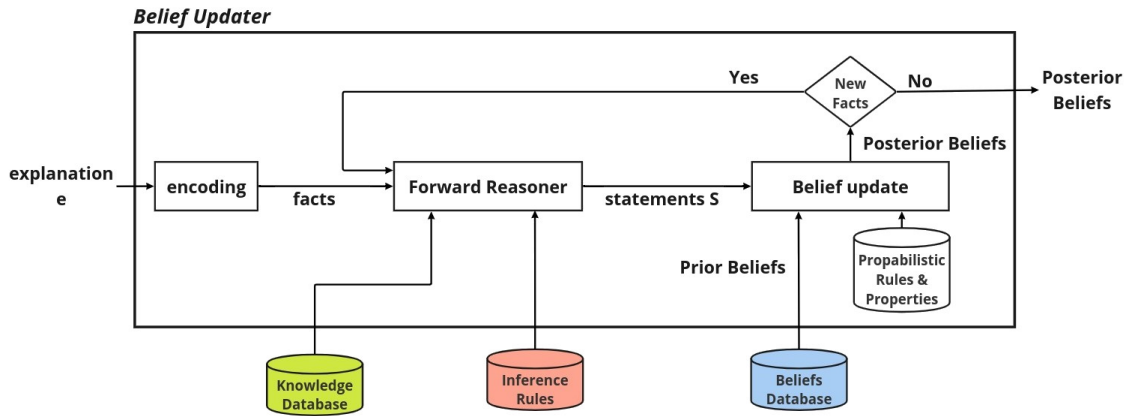 Belief Updater
Yes
New
Facts
No
Posterior
Beliefs
Posterior Beliefs
explanation
e
encoding
facts
Forward Reasoner
statements S
Belief update
Prior Beliefs
Propabilistic
Rules &
Properties
Knowledge
Database
Inference
Rules
Beliefs
Database